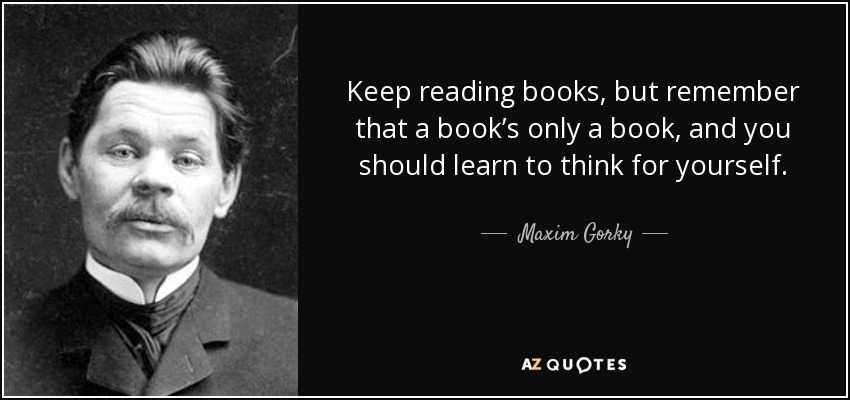 Keep reading books, but remember
that a book’s only a book, and you
should learn to think for yourself.
Maxim Gorky
AZ QUOTES